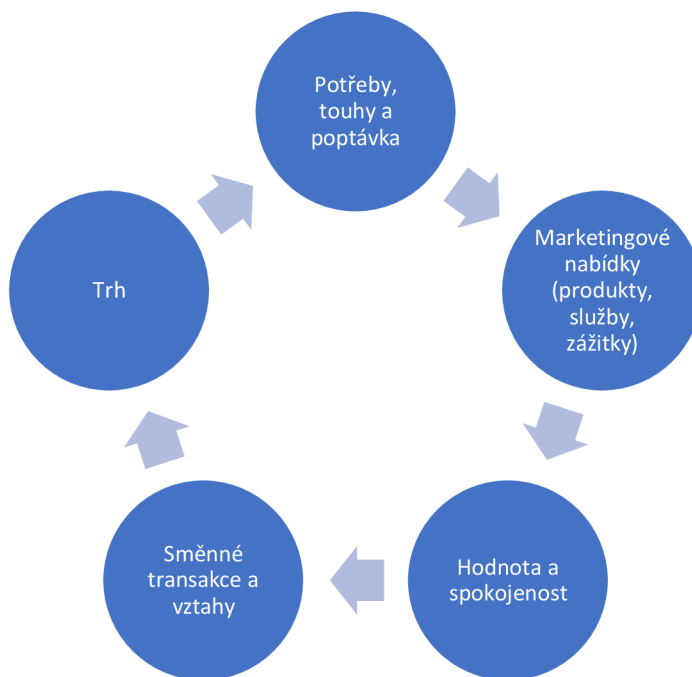 Potřeby,
touhy a
poptávka
Marketingové
nabídky
(produkty,
služby,
zážitky)
Hodnota a
spokojenost
Směnné
transakce a
vztahy
Trh